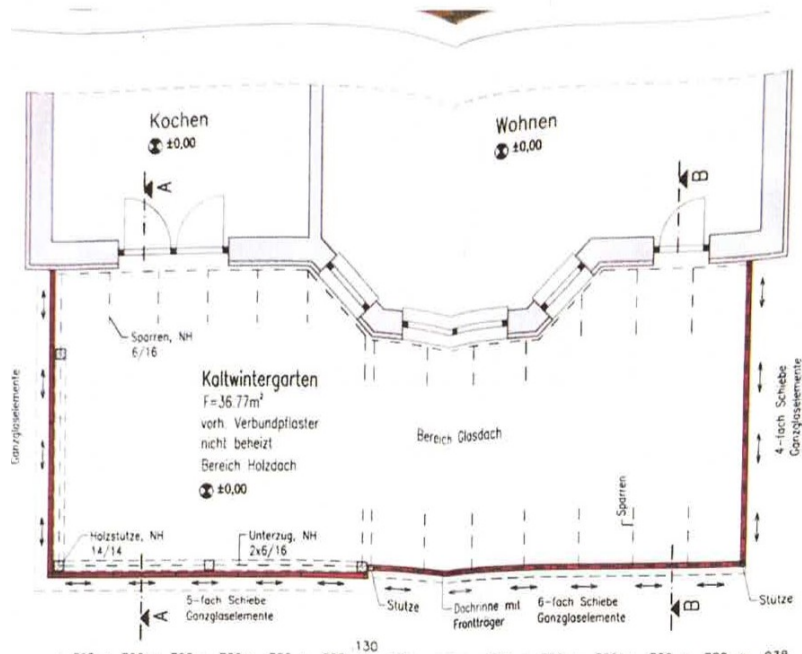 Kochen
±0,00
Wohnen
±0,00
A
B
Sparren, NH
6/16
Ganzglaselemente
Kaltwintergarten
F=36.77m²
vorh. Verbundpflaster
nicht beheizt
Bereich Holzdach
±0,00
Bereich Glasdach
4-fach Schiebe
Ganzglaselemente
Sparren
Holzstütze, NH
14/14
Unterzug, NH
2x6/16
A
5-fach Schiebe
Ganzglaselemente
Stütze
Dachrinne mit
Frontträger
6-fach Schiebe
Ganzglaselemente
B
Stütze
130